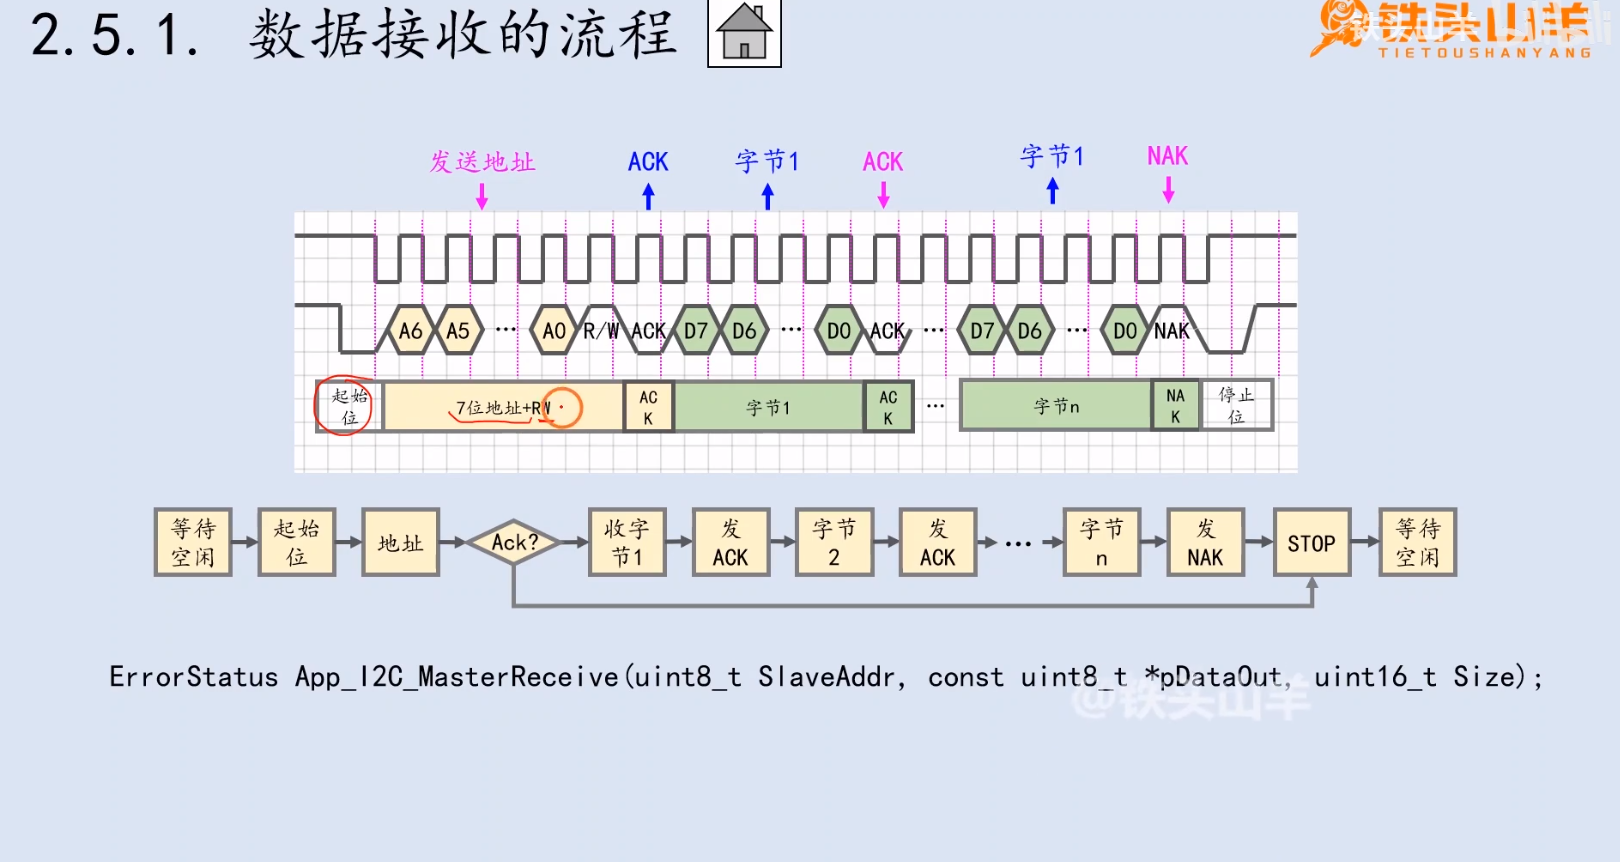 2.5.1. 数据接收的流程
铁头山羊
TIETOUSHANYANG
发送地址 ACK 字节1 ACK 字节1 NAK
A6 A5 ... A0 R/W ACK D7 D6 ... D0 ACK ... D7 D6 ... D0 NAK
起始位 7位地址+RW ACK 字节1 ACK ... 字节n NAK 停止位
等待空闲 起始位 地址 Ack? 收字节1 发ACK 字节2 发ACK ... 字节n 发NAK STOP 等待空闲
ErrorStatus App_I2C_MasterReceive(uint8_t SlaveAddr, const uint8_t *pDataOut, uint16_t Size);
@铁头山羊